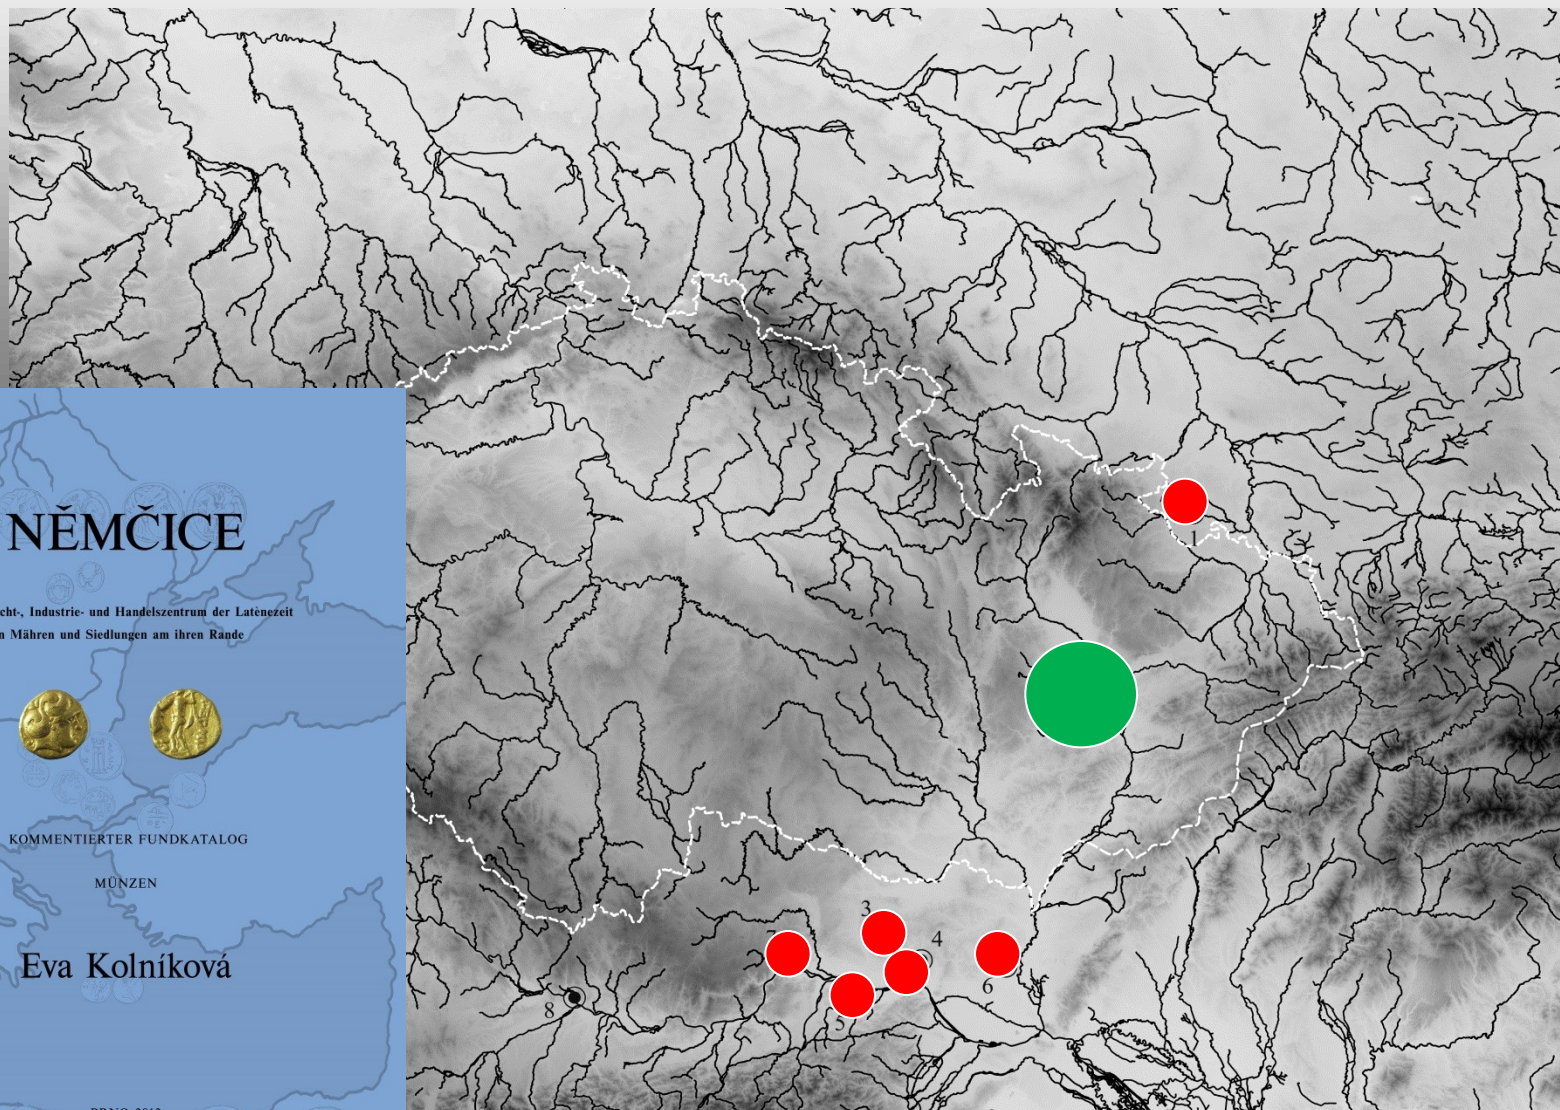 NĚMČICE
cht-, Industrie- und Handelszentrum der Latènezeit
n Mähren und Siedlungen am ihren Rande
KOMMENTIERTER FUNDKATALOG
MÜNZEN
Eva Kolníková
1
3
4
7
6
5
8